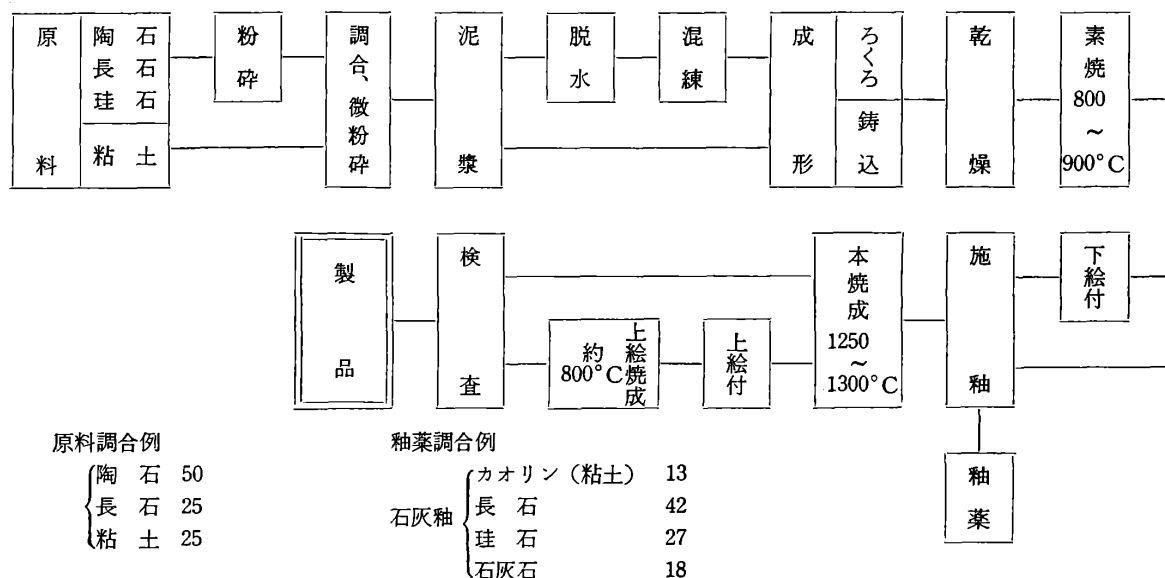 原料
陶石
長石
珪石
粘土
粉砕
調合、微粉砕
泥漿
脱水
混練
成形
ろくろ
鋳込
乾燥
素焼
800
～
900°C
下絵付
施釉
釉薬
本焼成
1250
～
1300°C
上絵付
上絵焼成
約
800°C
検査
製品
原料調合例
陶石 50
長石 25
粘土 25
釉薬調合例
石灰釉
カオリン（粘土） 13
長石 42
珪石 27
石灰石 18